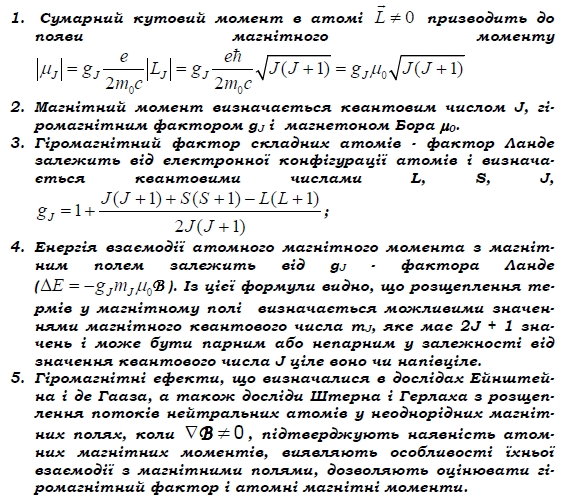 1. Сумарний кутовий момент в атомі $\vec{L} \neq 0$ призводить до
появи магнітного моменту
$|\mu_J| = g_J \frac{e}{2m_0c}|L_J| = g_J \frac{e\hbar}{2m_0c}\sqrt{J(J+1)} = g_J\mu_0\sqrt{J(J+1)}$
2. Магнітний момент визначається квантовим числом J, гі-
ромагнітним фактором gJ і магнетоном Бора μ0.
3. Гіромагнітний фактор складних атомів - фактор Ланде
залежить від електронної конфігурації атомів і визнача-
ється квантовими числами L, S, J,
$g_J = 1 + \frac{J(J+1)+S(S+1)-L(L+1)}{2J(J+1)}$;
4. Енергія взаємодії атомного магнітного момента з магніт-
ним полем залежить від gJ - фактора Ланде
($\Delta E = -g_J m_J \mu_0 B$). Із цієї формули видно, що розщеплення те-
рмів у магнітному полі визначається можливими значен-
нями магнітного квантового числа mJ, яке має 2J + 1 зна-
чень і може бути парним або непарним у залежності від
значення квантового числа J ціле воно чи напівціле.
5. Гіромагнітні ефекти, що визначалися в дослідах Ейнштей-
на і де Гааза, а також досліди Штерна і Герлаха з розщеп-
лення потоків нейтральних атомів у неоднорідних магніт-
них полях, коли $\nabla B \neq 0$, підтверджують наявність атом-
них магнітних моментів, виявляють особливості їхньої
взаємодії з магнітними полями, дозволяють оцінювати гі-
ромагнітний фактор і атомні магнітні моменти.